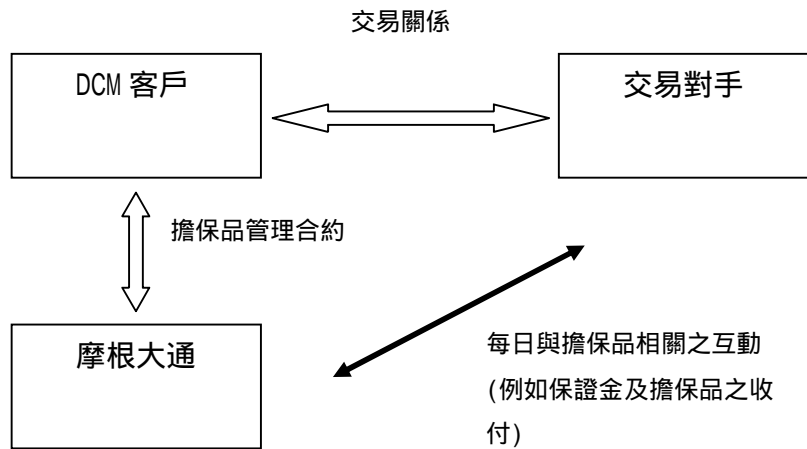 交易關係
DCM 客戶
交易對手
擔保品管理合約
摩根大通
每日與擔保品相關之互動
(例如保證金及擔保品之收
付)